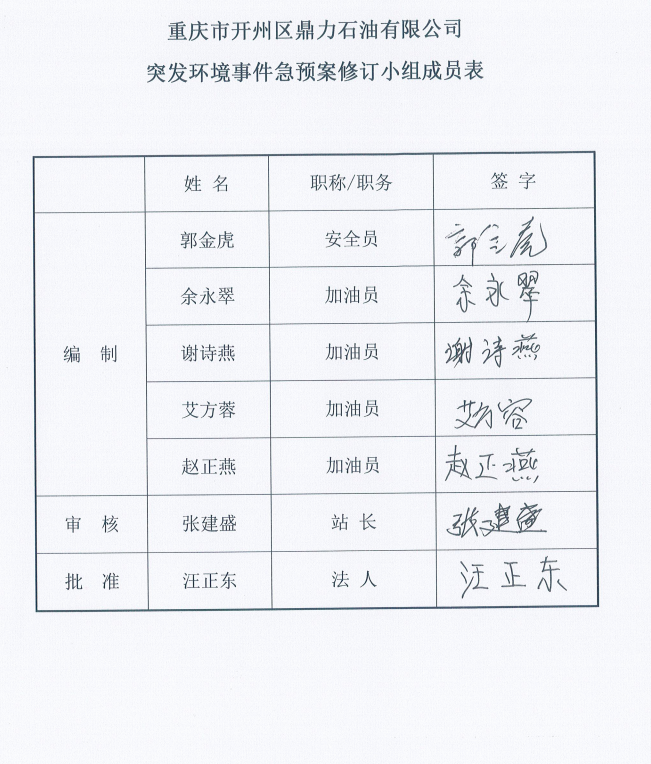 重庆市开州区鼎力石油有限公司
突发环境事件急预案修订小组成员表
姓 名 职称/职务 签 字
郭金虎 安全员 郭金虎
余永翠 加油员 余永翠
编 制 谢诗燕 加油员 谢诗燕
艾方蓉 加油员 艾方容
赵正燕 加油员 赵正燕
审 核 张建盛 站 长 张建盛
批 准 汪正东 法 人 汪正东